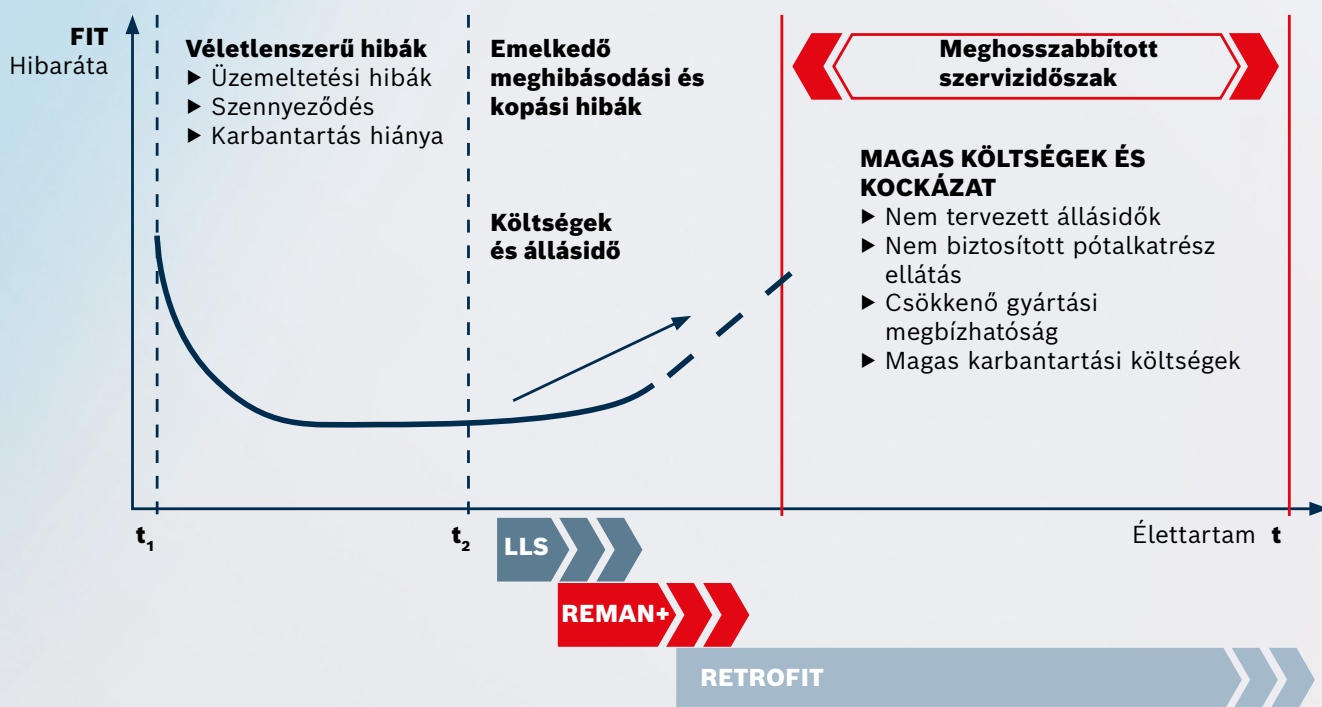 FIT
Hibaráta
Véletlenszerű hibák
▶ Üzemeltetési hibák
▶ Szennyeződés
▶ Karbantartás hiánya
Emelkedő
meghibásodási és
kopási hibák
Költségek
és állásidő
Meghosszabbított
szervizidőszak
MAGAS KÖLTSÉGEK ÉS
KOCKÁZAT
▶ Nem tervezett állásidők
▶ Nem biztosított pótalkatrész
ellátás
▶ Csökkenő gyártási
megbízhatóság
▶ Magas karbantartási költségek
t₁
t₂
Élettartam t
LLS
REMAN+
RETROFIT